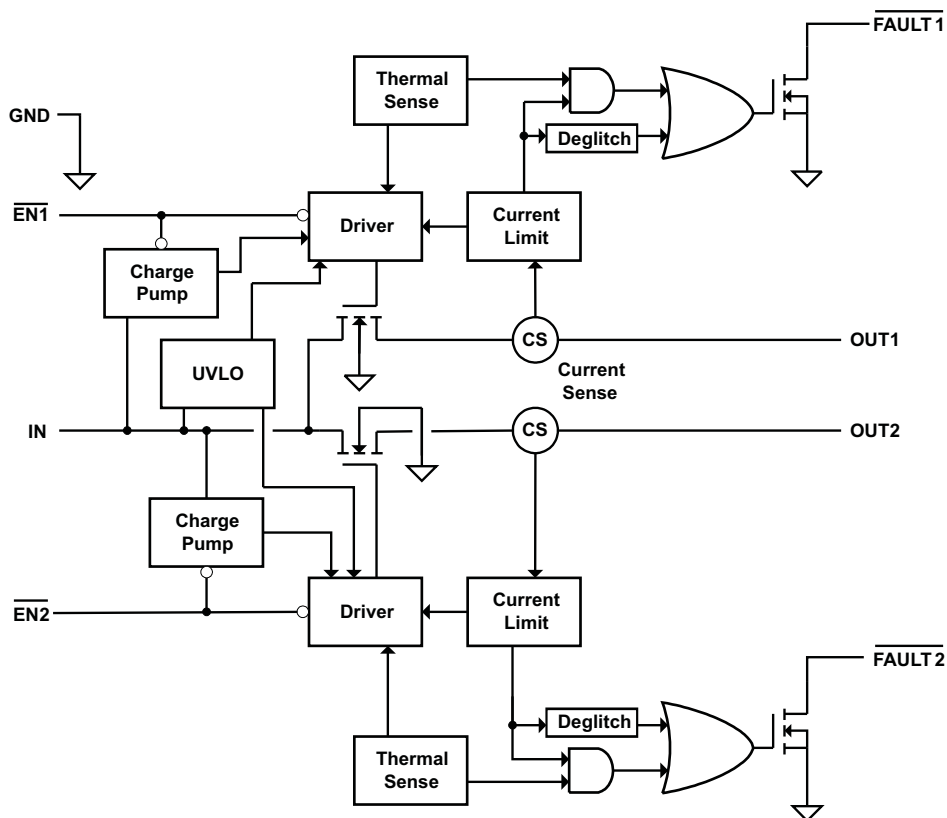 FAULT1
Thermal
Sense
GND
Deglitch
EN1
Driver
Current
Limit
Charge
Pump
CS
OUT1
UVLO
Current
Sense
IN
CS
OUT2
Charge
Pump
EN2
Driver
Current
Limit
FAULT2
Deglitch
Thermal
Sense